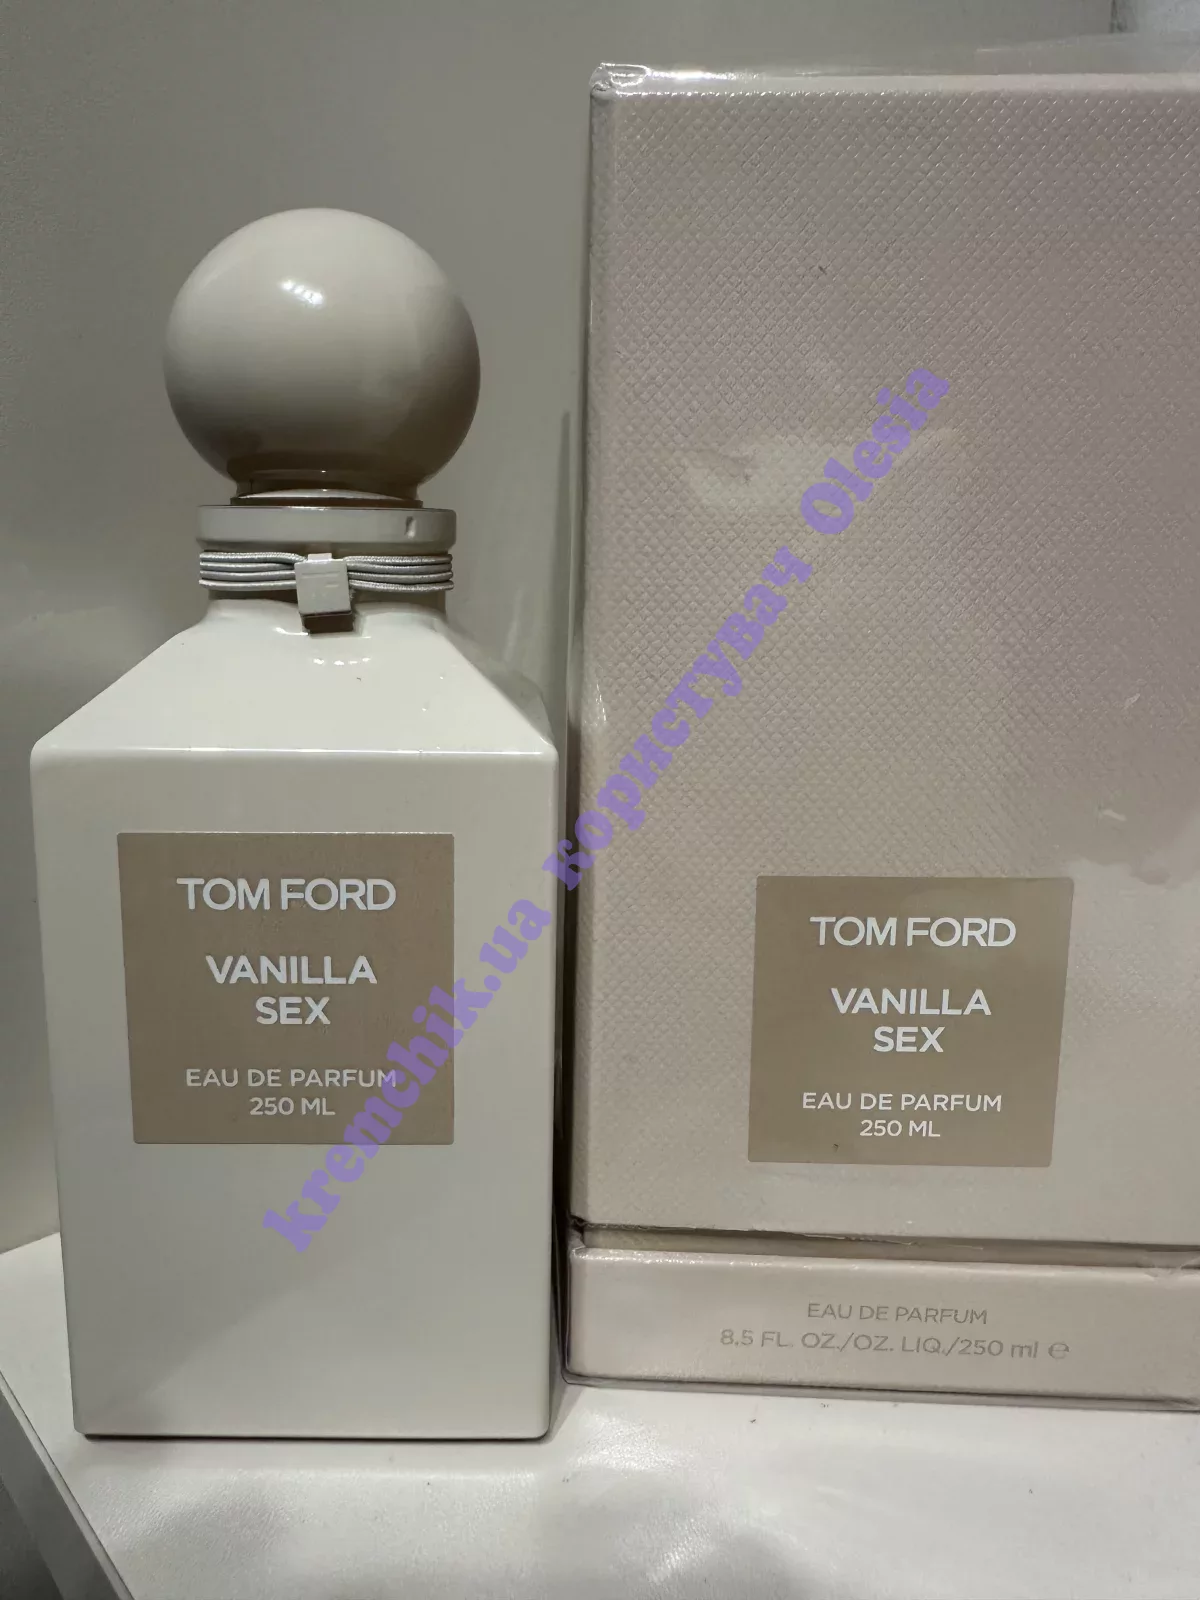 TOM FORD
VANILLA
SEX
EAU DE PARFUM
250 ML
TOM FORD
VANILLA
SEX
EAU DE PARFUM
250 ML
EAU DE PARFUM
8.5 FL. OZ./OZ. LIQ./250 ml ℮
kremchik.ua користувач Olesia